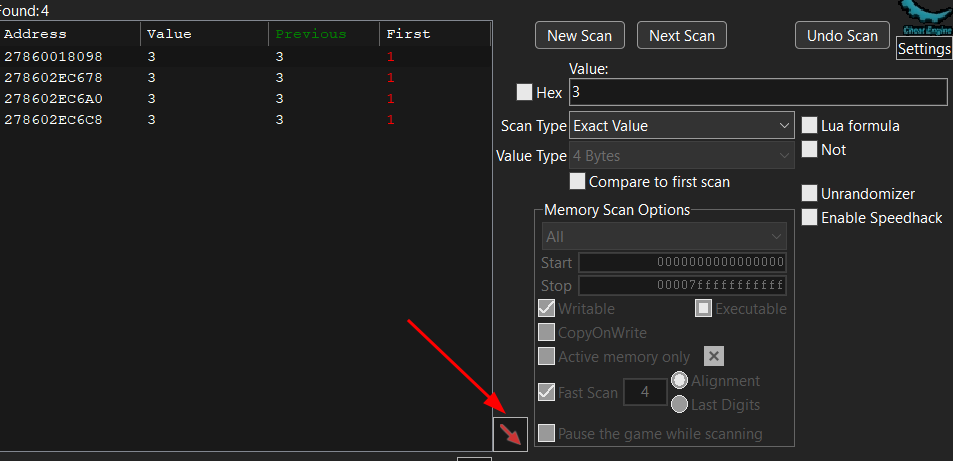 Found:4
Address Value Previous First
27860018098 3 3 1
278602EC678 3 3 1
278602EC6A0 3 3 1
278602EC6C8 3 3 1
New Scan Next Scan Undo Scan
Cheat Engine
Settings
Value:
Hex 3
Scan Type Exact Value
Lua formula
Value Type 4 Bytes
Not
Compare to first scan
Unrandomizer
Enable Speedhack
Memory Scan Options
All
Start 0000000000000000
Stop 00007fffffffffff
Writable Executable
CopyOnWrite
Active memory only
Fast Scan 4 Alignment
Last Digits
Pause the game while scanning